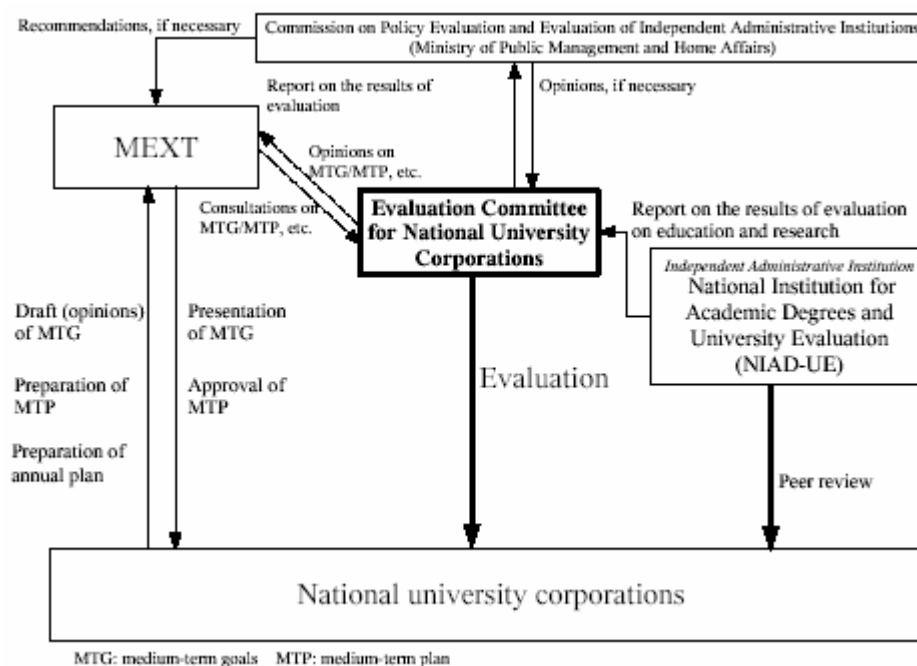 Recommendations, if necessary
Commission on Policy Evaluation and Evaluation of Independent Administrative Institutions
(Ministry of Public Management and Home Affairs)
Report on the results of
evaluation
Opinions, if necessary
MEXT
Opinions on
MTG/MTP, etc.
Consultations on
MTG/MTP, etc.
Evaluation Committee
for National University
Corporations
Report on the results of evaluation
on education and research
Independent Administrative Institution
National Institution for
Academic Degrees and
University Evaluation
(NIAD-UE)
Draft (opinions)
of MTG
Presentation
of MTG
Preparation of
MTP
Approval of
MTP
Preparation of
annual plan
Evaluation
Peer review
National university corporations
MTG: medium-term goals MTP: medium-term plan